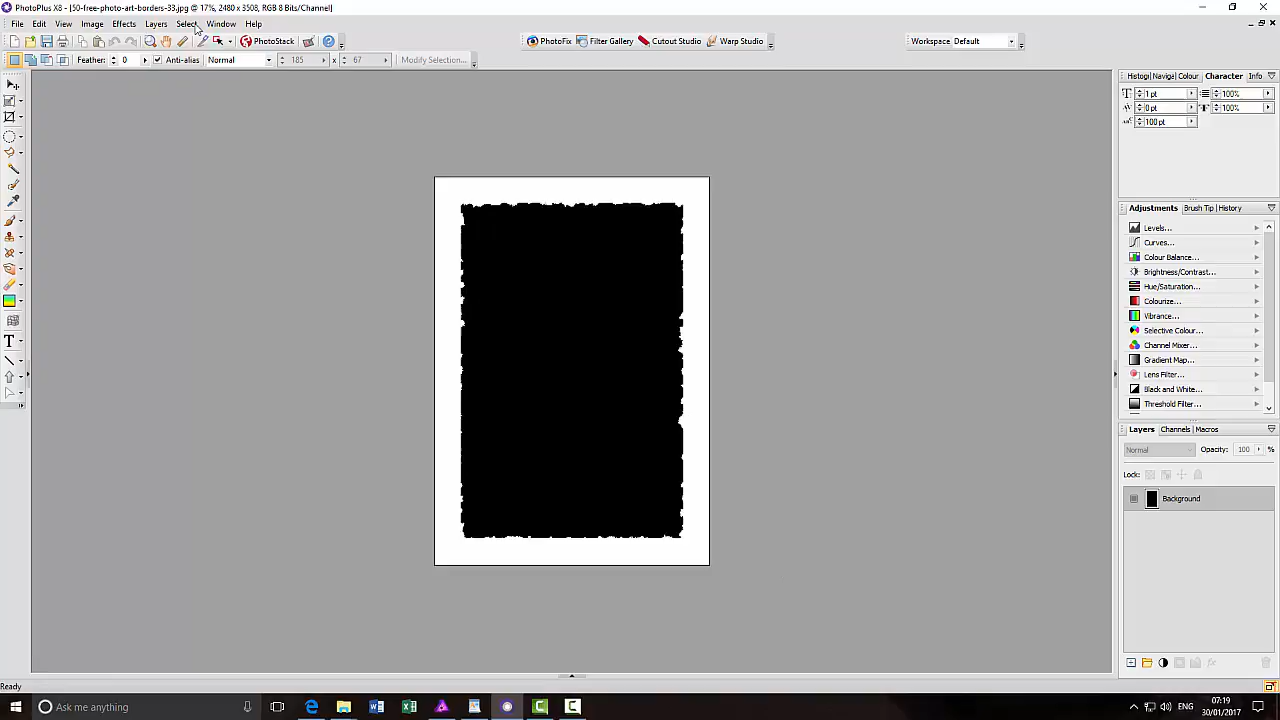 PhotoPlus X8 - [50-free-photo-art-borders-33.jpg @ 17%, 2480 x 3508, RGB 8 Bits/Channel]
File Edit View Image Effects Layers Select Window Help
PhotoStack PhotoFix Filter Gallery Cutout Studio Warp Studio Workspace, Default
Feather: 0 Anti-alias Normal 185 x 67 Modify Selection...
Histogr Naviga Colour Character Info
1 pt 100%
0 pt 100%
100 pt
Adjustments Brush Tip History
Levels...
Curves...
Colour Balance...
Brightness/Contrast...
Hue/Saturation...
Colourize...
Vibrance...
Selective Colour...
Channel Mixer...
Gradient Map...
Lens Filter...
Black and White...
Threshold Filter...
Layers Channels Macros
Normal Opacity: 100 %
Lock:
Background
Ready
Ask me anything
ENG
07:19
30/01/2017